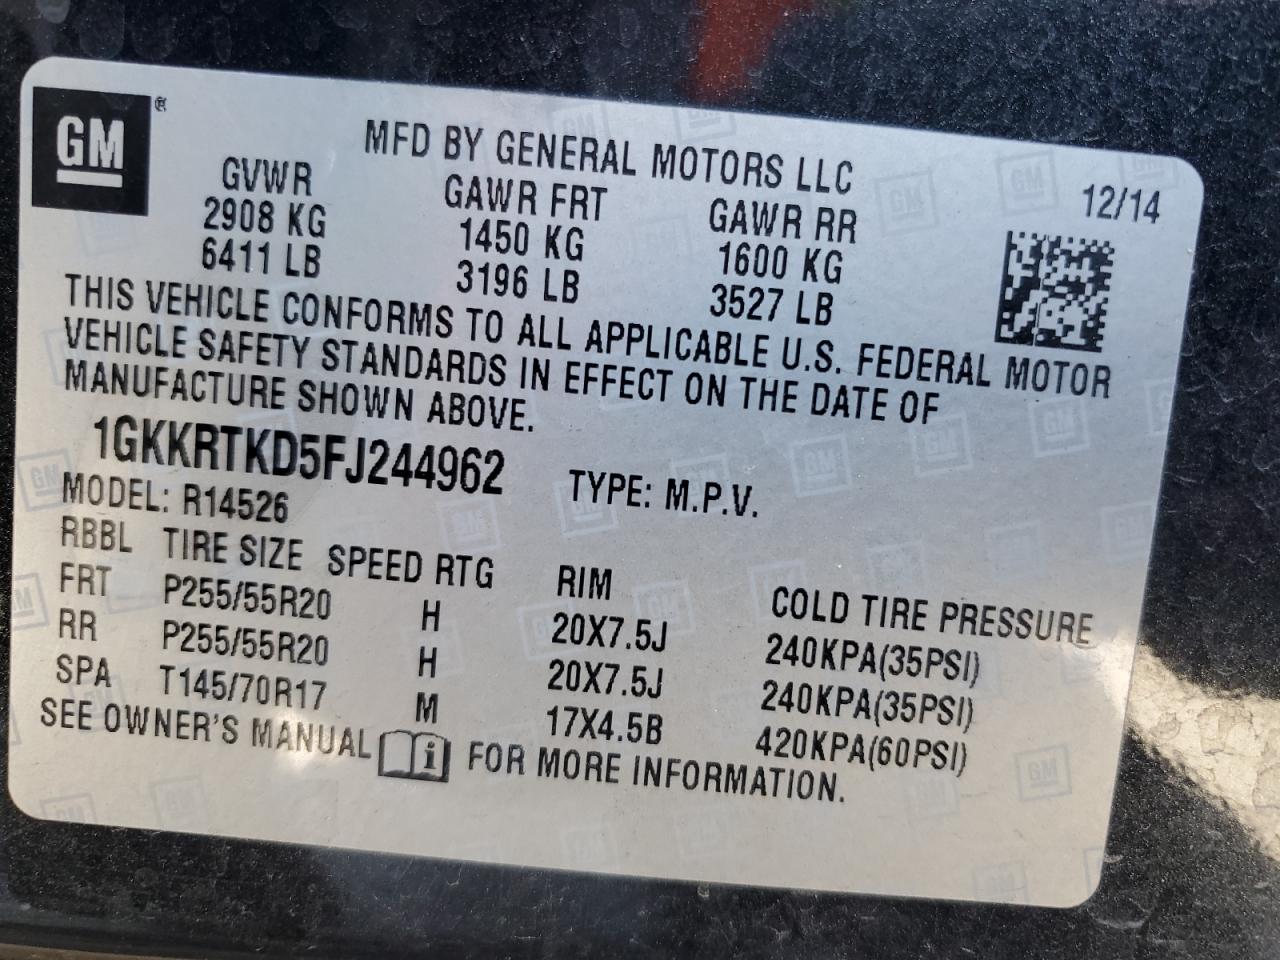 GM ®
MFD BY GENERAL MOTORS LLC
12/14
GVWR GAWR FRT GAWR RR
2908 KG 1450 KG 1600 KG
6411 LB 3196 LB 3527 LB
THIS VEHICLE CONFORMS TO ALL APPLICABLE U.S. FEDERAL MOTOR
VEHICLE SAFETY STANDARDS IN EFFECT ON THE DATE OF
MANUFACTURE SHOWN ABOVE.
1GKKRTKD5FJ244962 TYPE: M.P.V.
MODEL: R14526
RBBL TIRE SIZE SPEED RTG RIM COLD TIRE PRESSURE
FRT P255/55R20 H 20X7.5J 240KPA(35PSI)
RR P255/55R20 H 20X7.5J 240KPA(35PSI)
SPA T145/70R17 M 17X4.5B 420KPA(60PSI)
SEE OWNER'S MANUAL i FOR MORE INFORMATION.